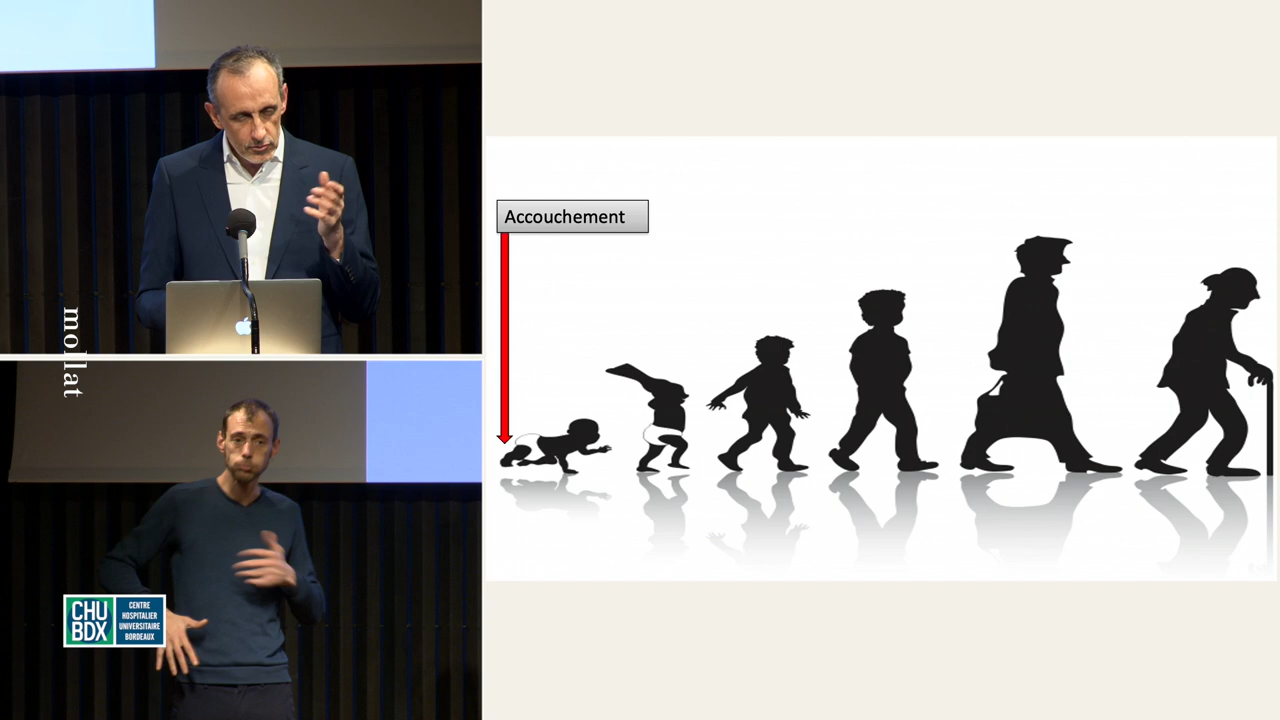 Accouchement
mollat
CHU
BDX
CENTRE
HOSPITALIER
UNIVERSITAIRE
BORDEAUX